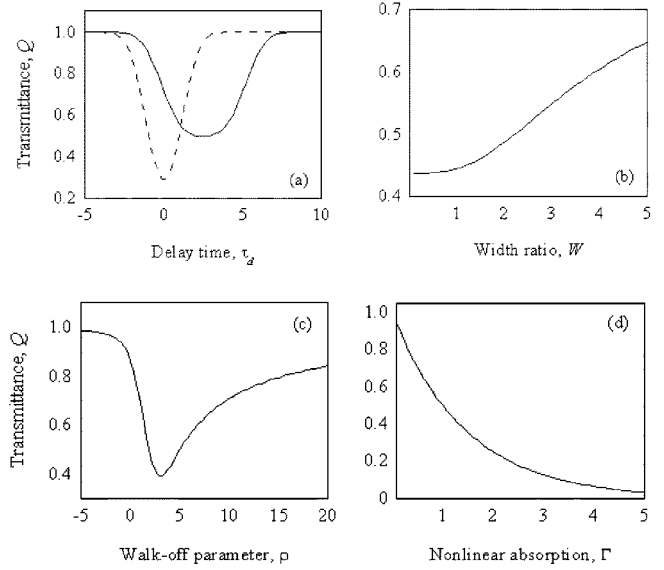 1.0
0.8
0.6
0.4
0.2
Transmittance, Q
-5 0 5 10
Delay time, τd
(a)
0.7
0.6
0.5
0.4
1 2 3 4 5
Width ratio, W
(b)
1.0
0.8
0.6
0.4
Transmittance, Q
-5 0 5 10 15 20
Walk-off parameter, ρ
(c)
1.0
0.8
0.6
0.4
0.2
0
1 2 3 4 5
Nonlinear absorption, Γ
(d)